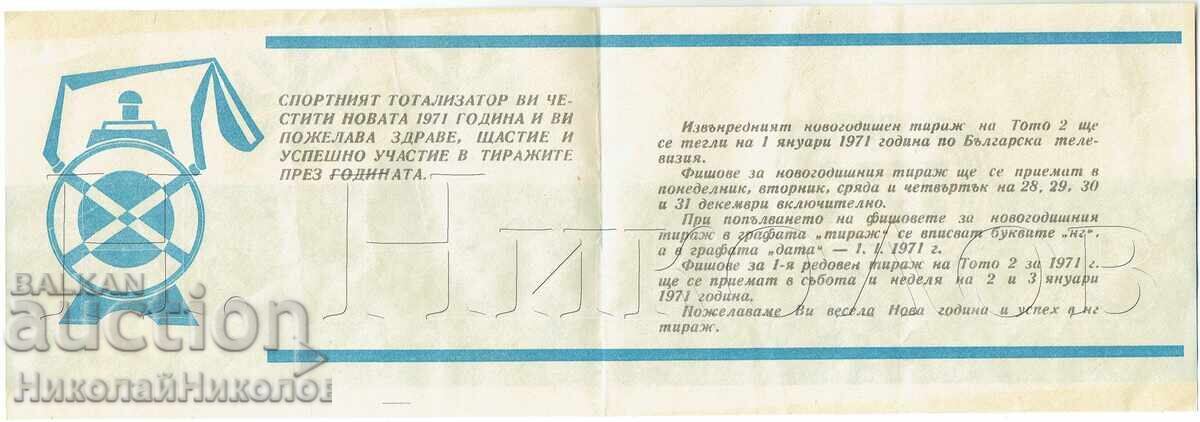 СПОРТНИЯТ ТОТАЛИЗАТОР ВИ ЧЕ-
СТИТИ НОВАТА 1971 ГОДИНА И ВИ
ПОЖЕЛАВА ЗДРАВЕ, ЩАСТИЕ И
УСПЕШНО УЧАСТИЕ В ТИРАЖИТЕ
ПРЕЗ ГОДИНАТА.
Извънредният новогодишен тираж на Тото 2 ще
се тегли на 1 януари 1971 година по Българска теле-
визия.
Фишове за новогодишния тираж ще се приемат в
понеделник, вторник, сряда и четвъртък на 28, 29, 30
и 31 декември включително.
При попълването на фишовете за новогодишния
тираж в графата „тираж“ се вписват буквите „нг“,
а в графата „дата“ — 1. I. 1971 г.
Фишове за 1-я редовен тираж на Тото 2 за 1971 г.
ще се приемат в събота и неделя на 2 и 3 януари
1971 година.
Пожелаваме Ви весела Нова година и успех в нг
тираж.
BALKAN
auction
НиколайНиколов